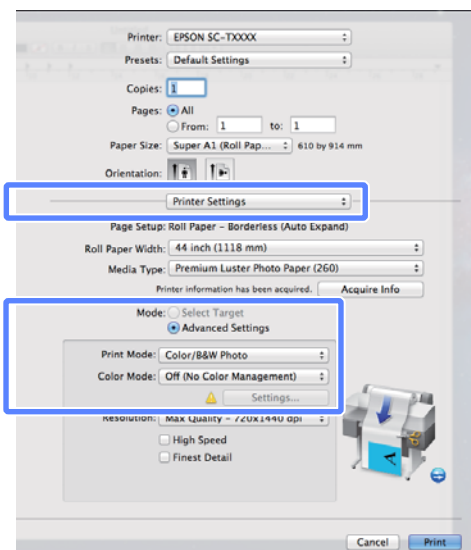 Printer: EPSON SC-TXXXX
Presets: Default Settings
Copies: 1
Pages: All
From: 1 to: 1
Paper Size: Super A1 (Roll Pap... 610 by 914 mm
Orientation:
Printer Settings
Page Setup: Roll Paper - Borderless (Auto Expand)
Roll Paper Width: 44 inch (1118 mm)
Media Type: Premium Luster Photo Paper (260)
Printer information has been acquired. Acquire Info
Mode: Select Target
Advanced Settings
Print Mode: Color/B&W Photo
Color Mode: Off (No Color Management)
Settings...
Resolution: Max Quality - 720x1440 dpi
High Speed
Finest Detail
A
Cancel Print